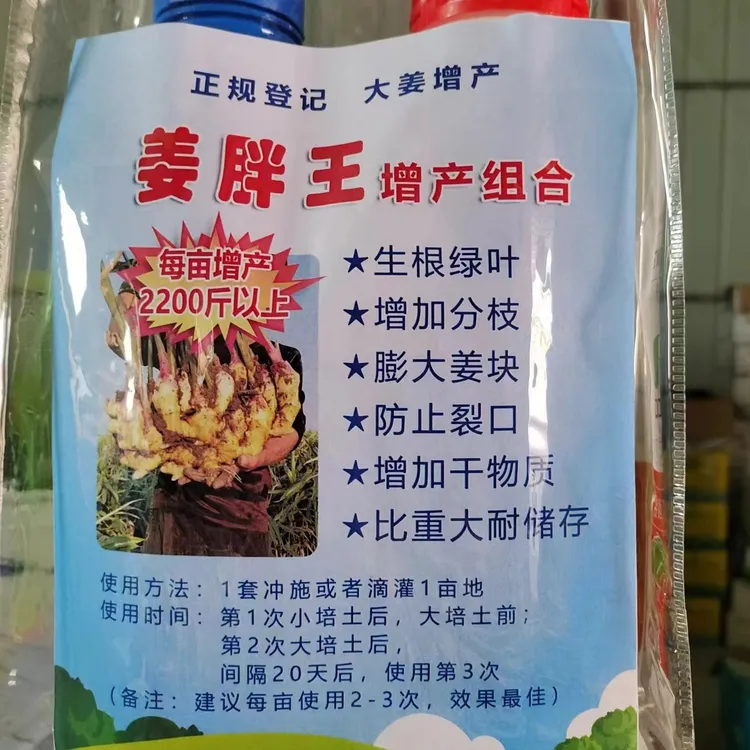 正规登记 大姜增产
姜胖王增产组合
每亩增产
2200斤以上
★生根绿叶
★增加分枝
★膨大姜块
★防止裂口
★增加干物质
★比重大耐储存
使用方法：1套冲施或者滴灌1亩地
使用时间：第1次小培土后，大培土前；
第2次大培土后，
间隔20天后，使用第3次
（备注：建议每亩使用2-3次，效果最佳）